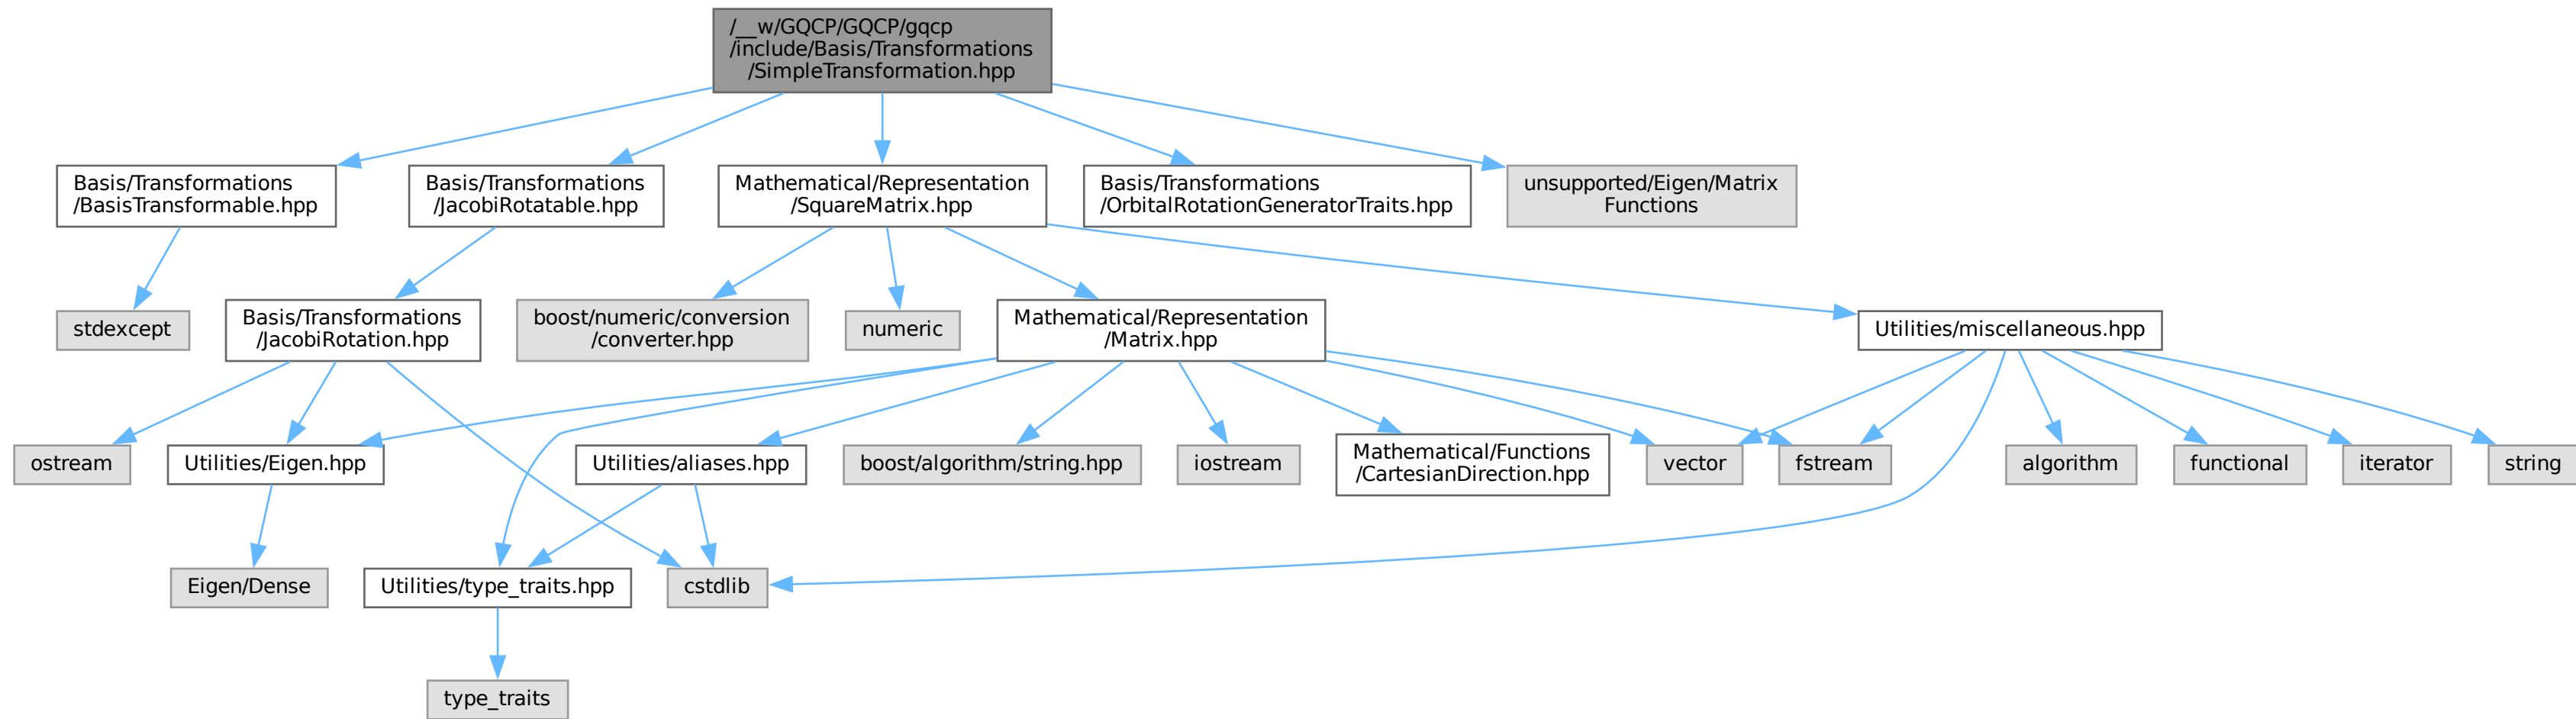 /__w/GQCP/GQCP/gqcp
/include/Basis/Transformations
/SimpleTransformation.hpp
Basis/Transformations
/BasisTransformable.hpp
Basis/Transformations
/JacobiRotatable.hpp
Mathematical/Representation
/SquareMatrix.hpp
Basis/Transformations
/OrbitalRotationGeneratorTraits.hpp
unsupported/Eigen/Matrix
Functions
stdexcept
Basis/Transformations
/JacobiRotation.hpp
boost/numeric/conversion
/converter.hpp
numeric
Mathematical/Representation
/Matrix.hpp
Utilities/miscellaneous.hpp
ostream
Utilities/Eigen.hpp
Utilities/aliases.hpp
boost/algorithm/string.hpp
iostream
Mathematical/Functions
/CartesianDirection.hpp
vector
fstream
algorithm
functional
iterator
string
Eigen/Dense
Utilities/type_traits.hpp
cstdlib
type_traits